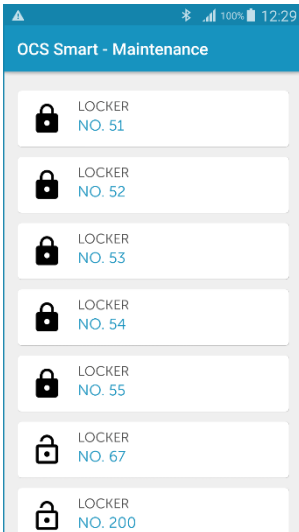 100% 12:29
OCS Smart - Maintenance
LOCKER
NO. 51
LOCKER
NO. 52
LOCKER
NO. 53
LOCKER
NO. 54
LOCKER
NO. 55
LOCKER
NO. 67
LOCKER
NO. 200